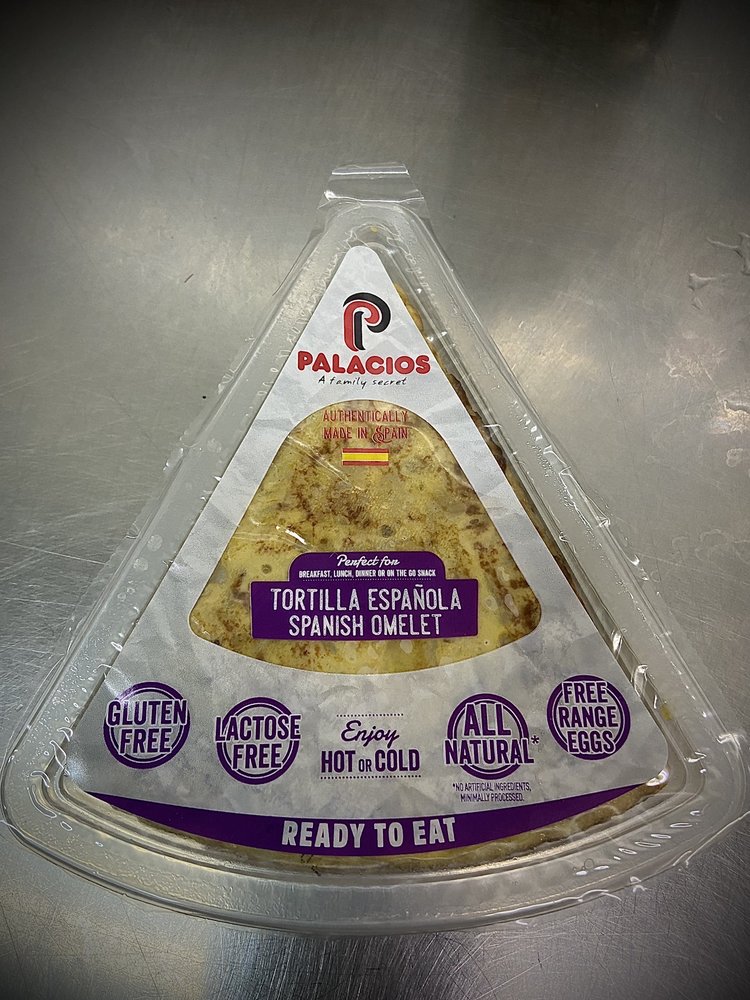 P
PALACIOS
A family secret
AUTHENTICALLY
MADE IN SPAIN
Perfect for
BREAKFAST, LUNCH, DINNER OR ON THE GO SNACK
TORTILLA ESPAÑOLA
SPANISH OMELET
GLUTEN
FREE
LACTOSE
FREE
Enjoy
HOT OR COLD
ALL
NATURAL*
*NO ARTIFICIAL INGREDIENTS,
MINIMALLY PROCESSED.
FREE
RANGE
EGGS
READY TO EAT